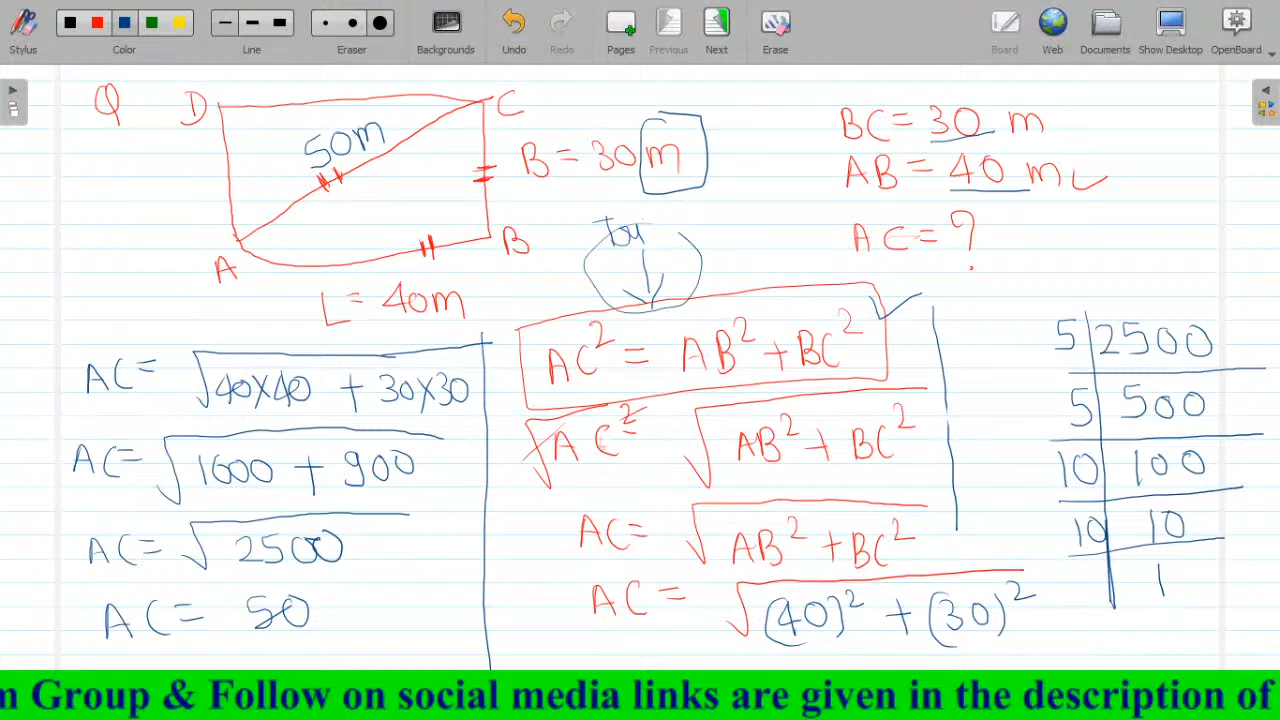 Stylus
Color
Line
Eraser
Backgrounds
Undo
Redo
Pages
Previous
Next
Erase
Board
Web
Documents
Show Desktop
OpenBoard
Q
D
C
50m
B = 30m
A
B
L = 40m
BC = 30 m
AB = 40 m
AC = ?
AC² = AB² + BC²
√AC² √AB² + BC²
AC = √AB² + BC²
AC = √(40)² + (30)²
AC = √40×40 + 30×30
AC = √1600 + 900
AC = √2500
AC = 50
5 2500
5 500
10 100
10 10
1
m Group & Follow on social media links are given in the description of